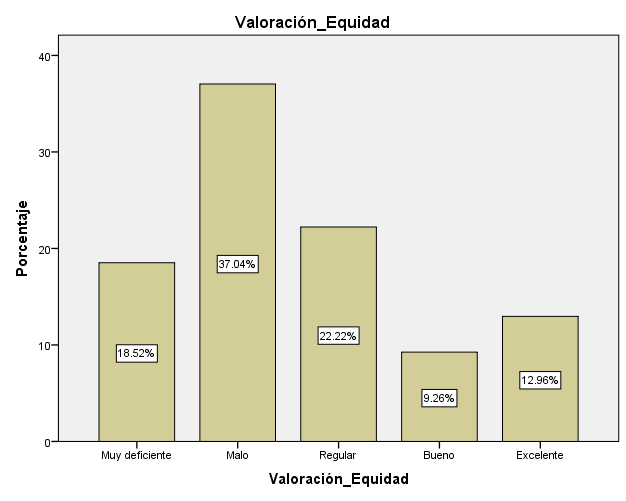 Valoración_Equidad
Porcentaje
40
30
20
10
0
18.52%
37.04%
22.22%
9.26%
12.96%
Muy deficiente
Malo
Regular
Bueno
Excelente
Valoración_Equidad